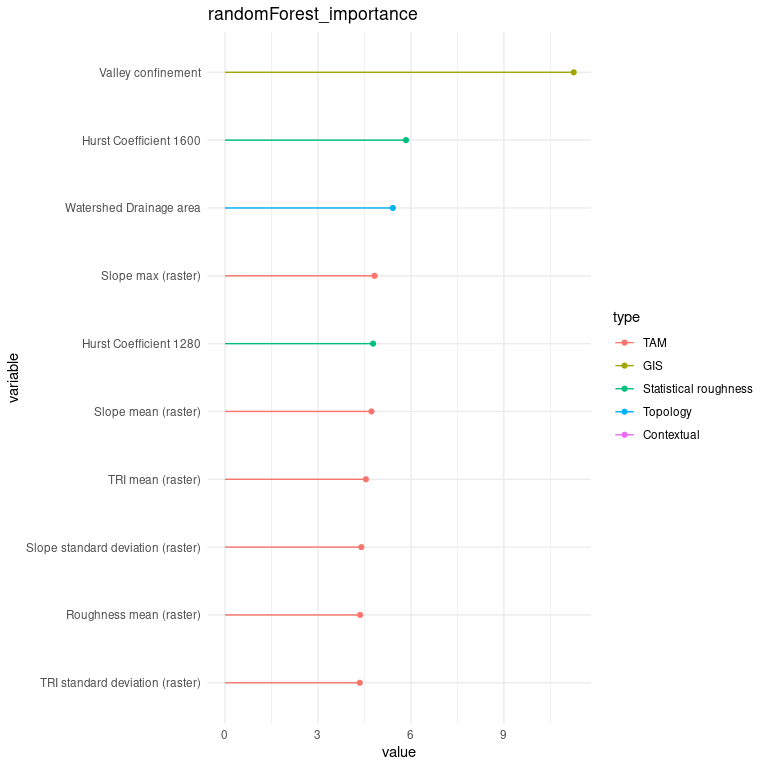 randomForest_importance
variable
Valley confinement
Hurst Coefficient 1600
Watershed Drainage area
Slope max (raster)
Hurst Coefficient 1280
Slope mean (raster)
TRI mean (raster)
Slope standard deviation (raster)
Roughness mean (raster)
TRI standard deviation (raster)
0 3 6 9
value
type
TAM
GIS
Statistical roughness
Topology
Contextual